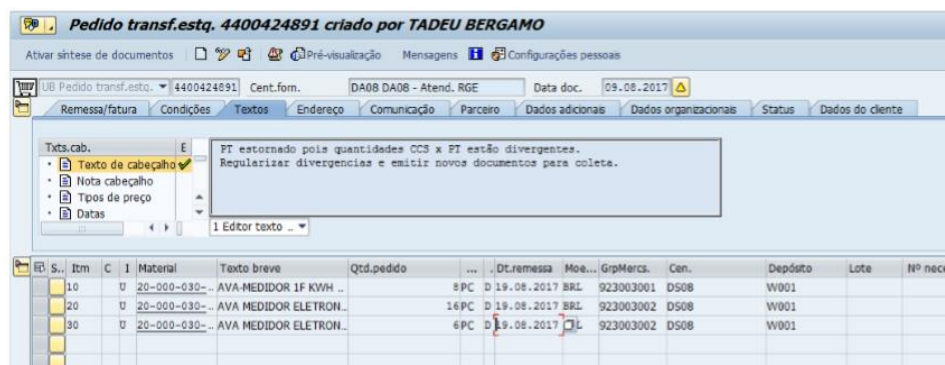 Pedido transf.estq. 4400424891 criado por TADEU BERGAMO
Ativar síntese de documentos Pré-visualização Mensagens Configurações pessoais
UB Pedido transf.estq. 4400424891 Cent.forn. DA08 DA08 - Atend. RGE Data doc. 09.08.2017
Remessa/fatura Condições Textos Endereço Comunicação Parceiro Dados adicionais Dados organizacionais Status Dados do cliente
Txts.cab. E
Texto de cabeçalho
Nota cabeçalho
Tipos de preço
Datas
PT estornado pois quantidades CCS x PT estão divergentes.
Regularizar divergencias e emitir novos documentos para coleta.
1 Editor texto ..
S.. Itm C I Material Texto breve Qtd.pedido ... . Dt.remessa Moe... GrpMercs. Cen. Depósito Lote Nº nece
10 U 20-000-030-.. AVA-MEDIDOR 1F KWH .. 8 PC D 19.08.2017 BRL 923003001 DS08 W001
20 U 20-000-030-.. AVA MEDIDOR ELETRON.. 16 PC D 19.08.2017 BRL 923003002 DS08 W001
30 U 20-000-030-.. AVA MEDIDOR ELETRON.. 6 PC D 19.08.2017 L 923003002 DS08 W001